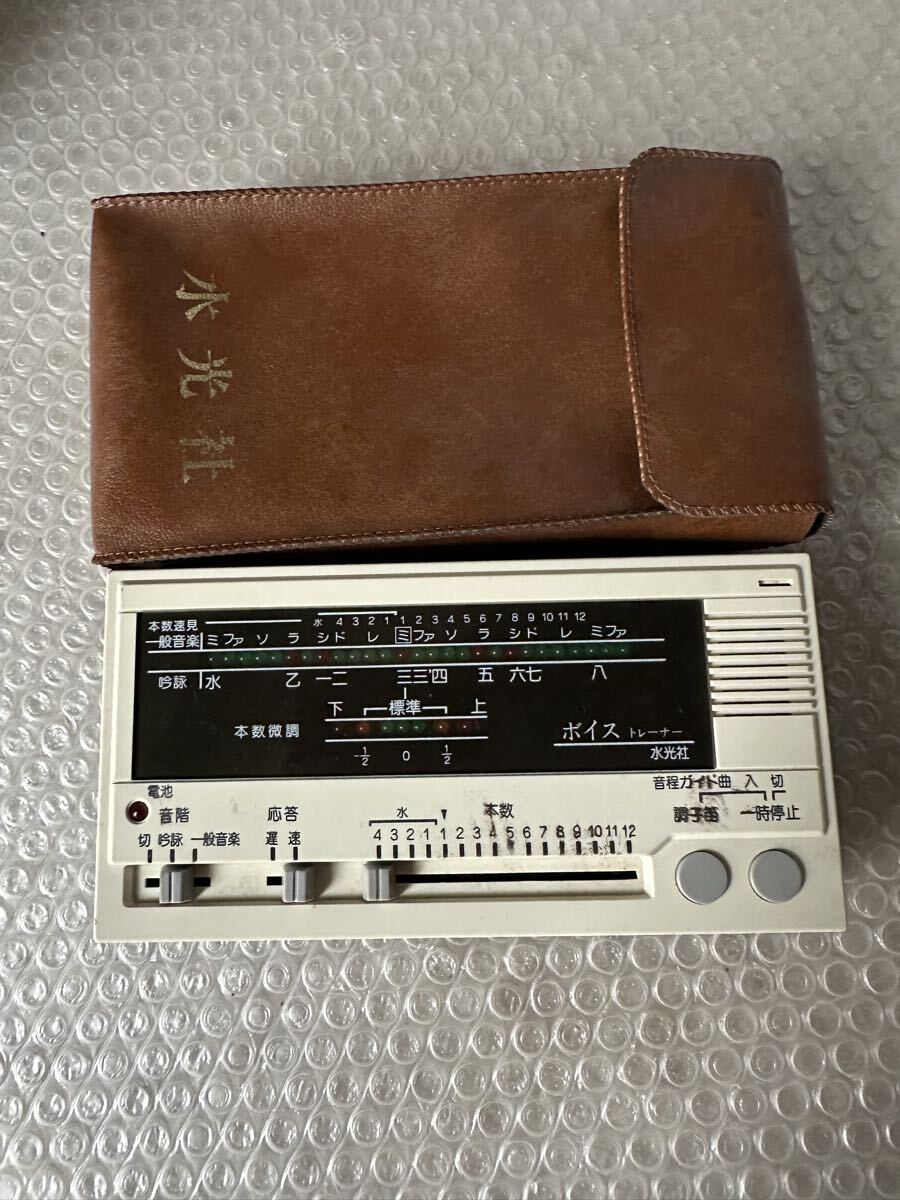 水光社
本数速見 水 4 3 2 1 1 2 3 4 5 6 7 8 9 10 11 12
一般音楽 ミ ファ ソ ラ シ ド レ ミ ファ ソ ラ シ ド レ ミ ファ
吟詠 水 乙 一 二 三 三' 四 五 六 七 八
下 標準 上
本数微調
-1/2 0 1/2
ボイス トレーナー
水光社
電池
音程ガイド曲 入 切
音階 応答 水 本数 調子笛 一時停止
切 吟詠 一般音楽 遅 速 4 3 2 1 1 2 3 4 5 6 7 8 9 10 11 12